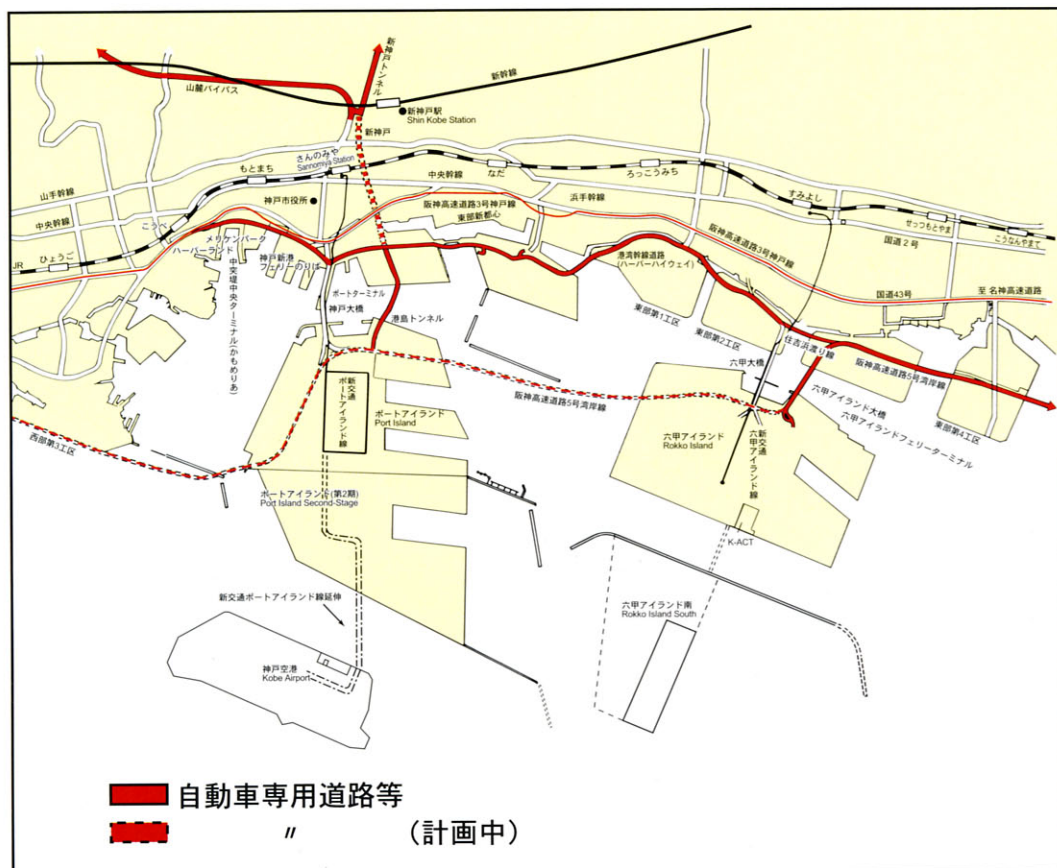 新神戸トンネル
新幹線
山麓バイパス
新神戸駅
Shin Kobe Station
新神戸
さんのみや
Sannomiya Station
もとまち
なだ
中央幹線
ろっこうみち
山手幹線
神戸市役所
阪神高速道路3号神戸線
浜手幹線
すみよし
中央幹線
東部新都心
せっつもとやま
こうべ
メリケンパーク
ハーバーランド
神戸新港
フェリーのりば
港湾幹線道路
(ハーバーハイウェイ)
阪神高速道路3号神戸線
国道2号
こうなんやまて
JR
ひょうご
中突堤中央ターミナル(かもめりあ)
ポートターミナル
神戸大橋
港島トンネル
国道43号
至 名神高速道路
東部第1工区
東部第2工区
住吉浜渡り線
六甲大橋
阪神高速道路5号湾岸線
新交通
ポートアイランド線
ポートアイランド
Port Island
阪神高速道路5号湾岸線
六甲アイランド大橋
六甲アイランドフェリーターミナル
東部第4工区
西部第3工区
六甲アイランド
Rokko Island
新交通
六甲アイランド線
ポートアイランド(第2期)
Port Island Second-Stage
K-ACT
新交通ポートアイランド線延伸
六甲アイランド南
Rokko Island South
神戸空港
Kobe Airport
自動車専用道路等
〃 (計画中)